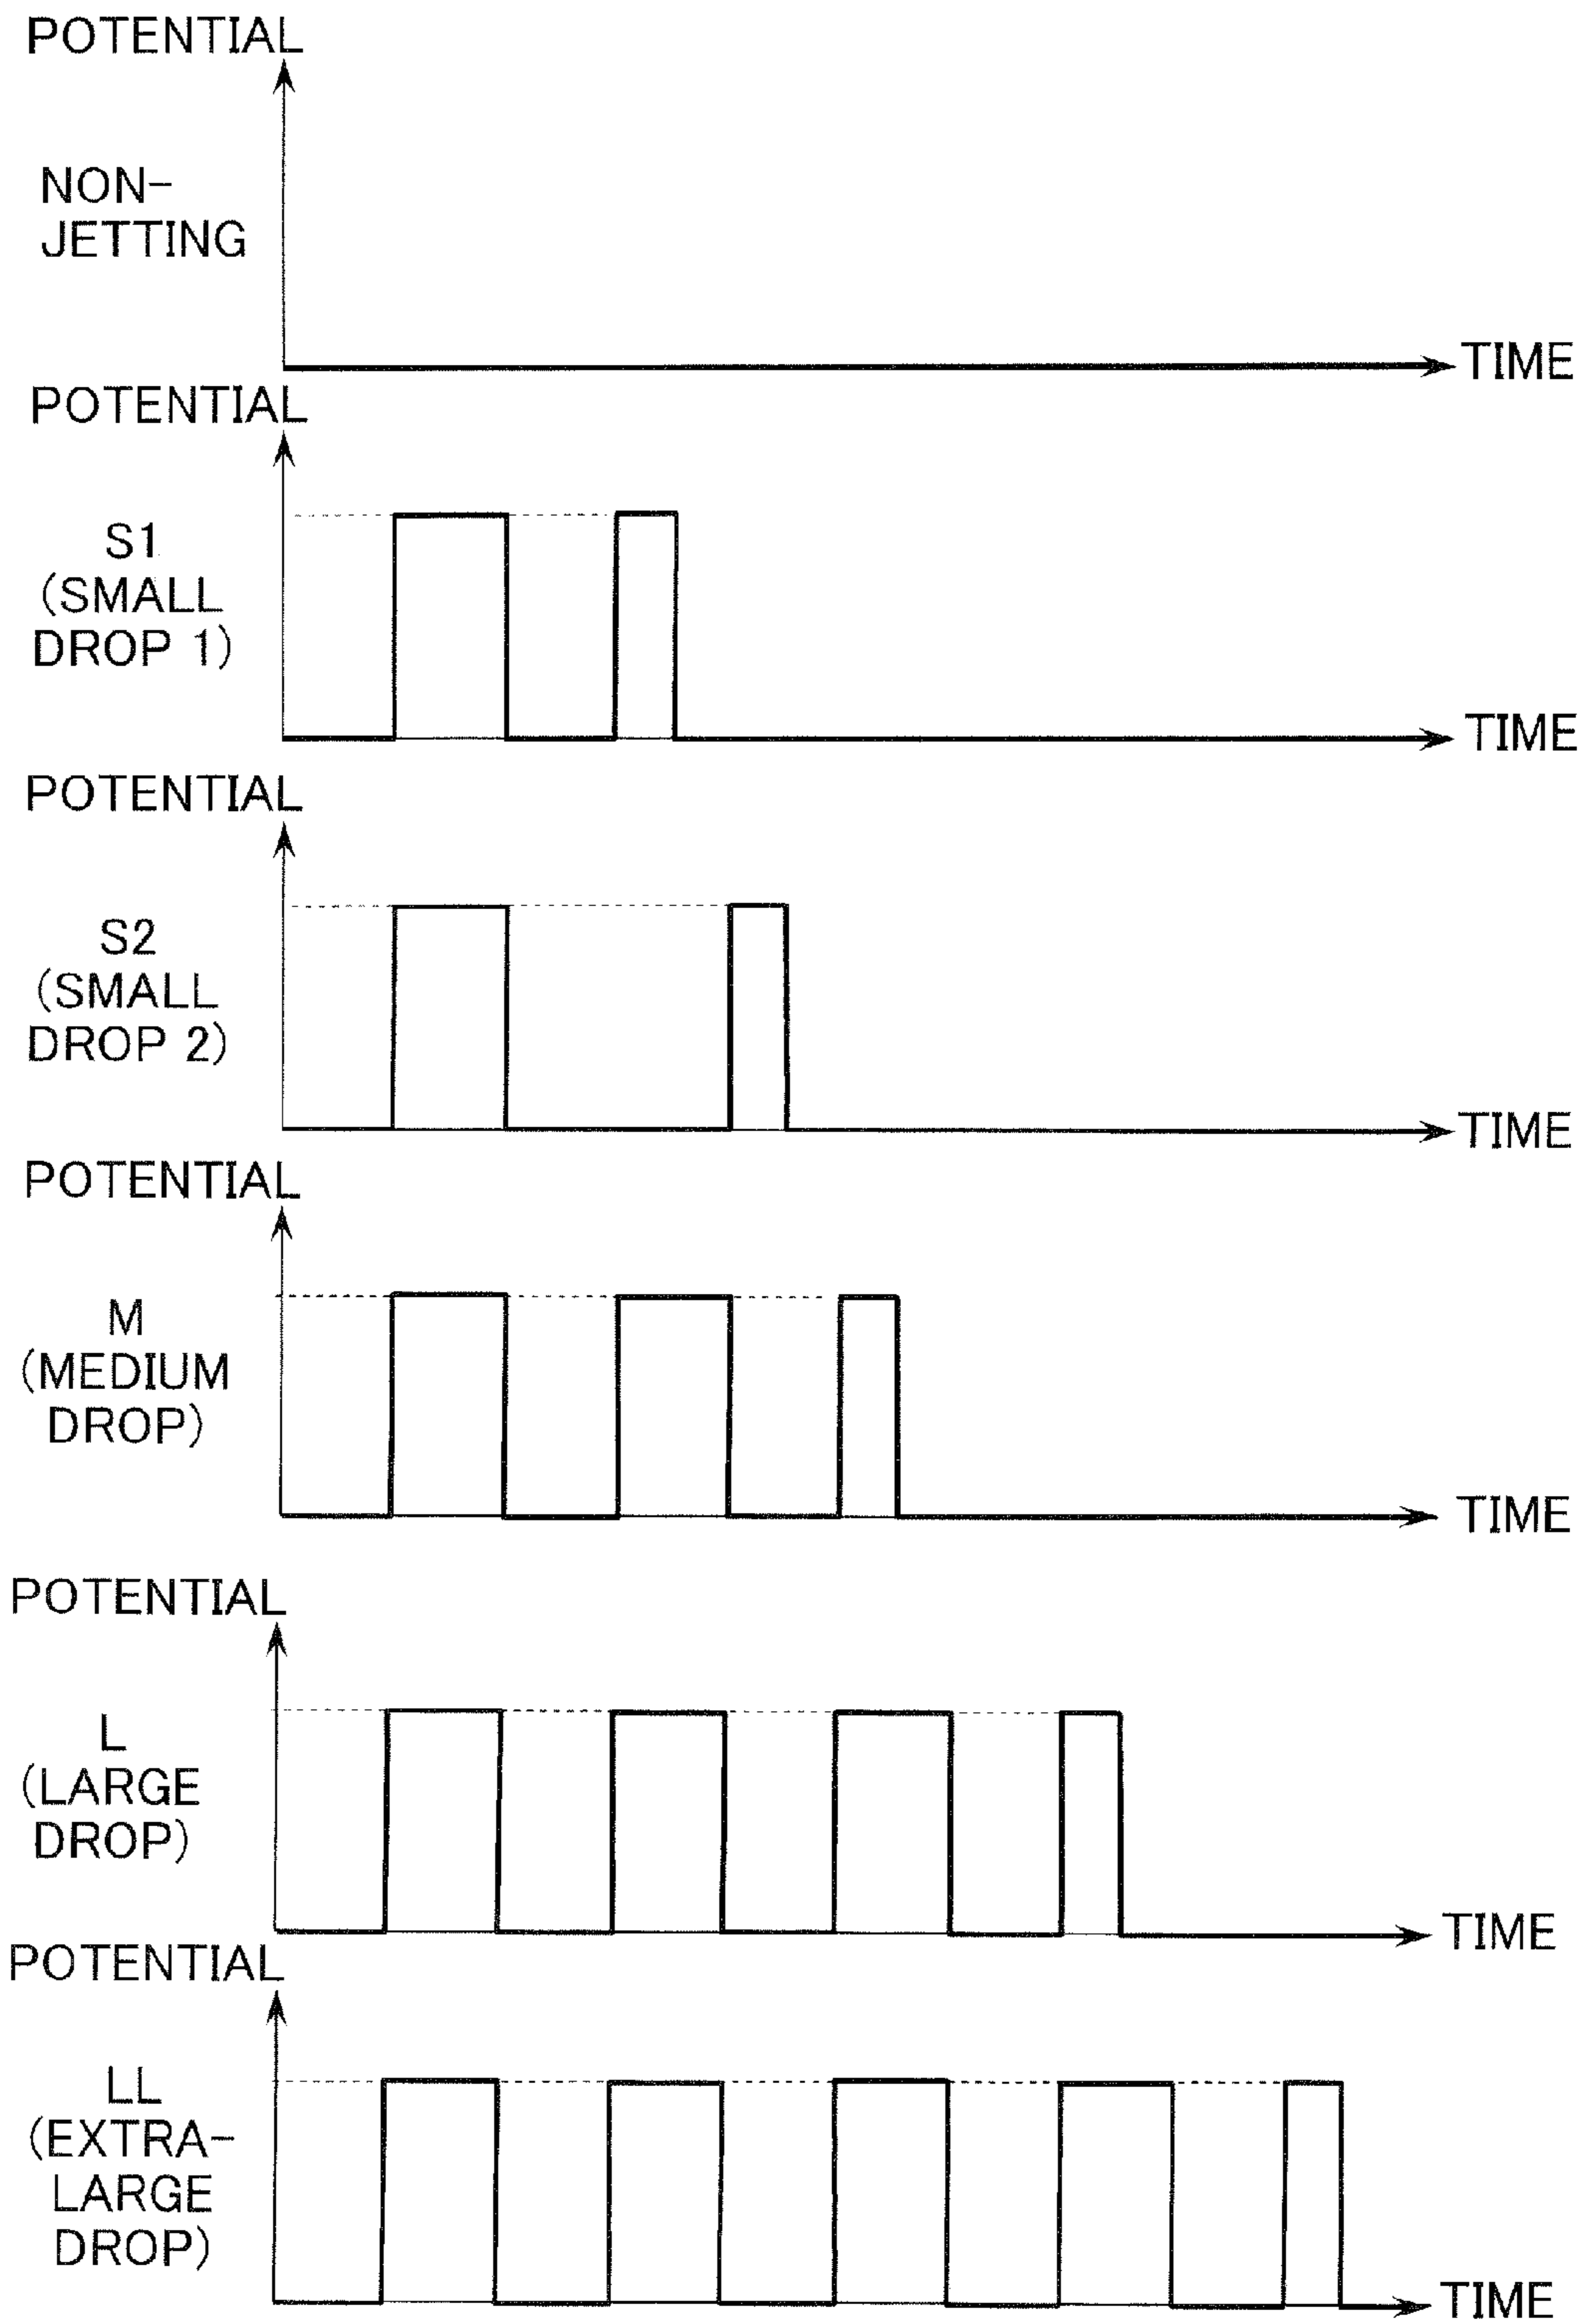 POTENTIAL
NON-
JETTING
TIME
POTENTIAL
S1
(SMALL
DROP 1)
TIME
POTENTIAL
S2
(SMALL
DROP 2)
TIME
POTENTIAL
M
(MEDIUM
DROP)
TIME
POTENTIAL
L
(LARGE
DROP)
TIME
POTENTIAL
LL
(EXTRA-
LARGE
DROP)
TIME